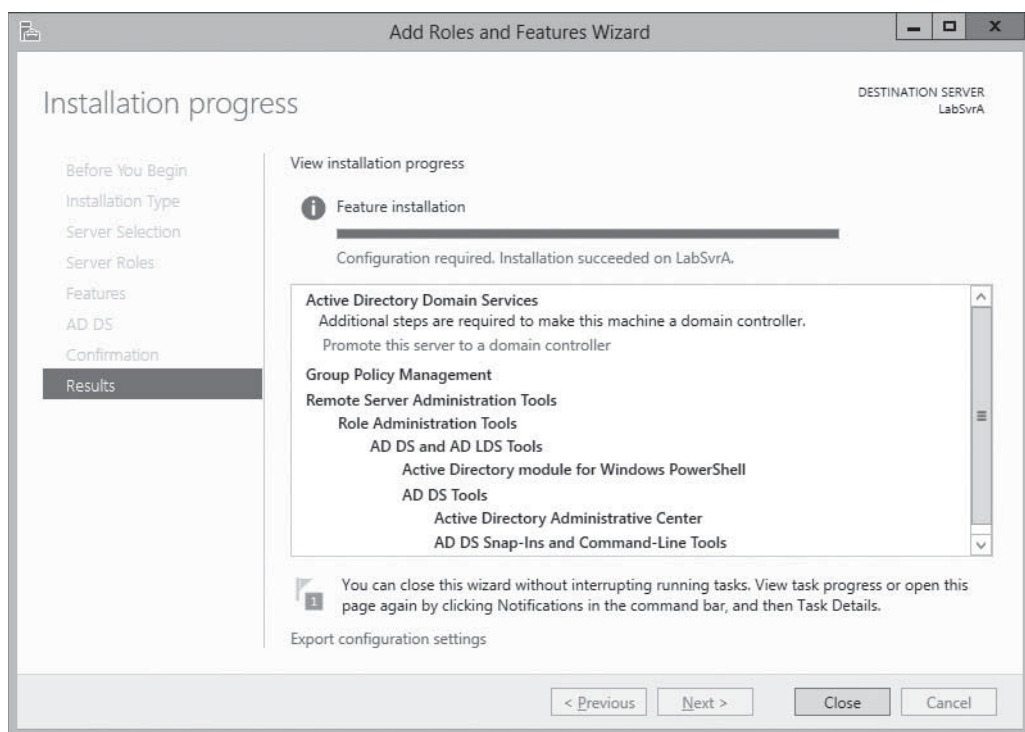 Add Roles and Features Wizard
Installation progress
DESTINATION SERVER
LabSvrA
Before You Begin
Installation Type
Server Selection
Server Roles
Features
AD DS
Confirmation
Results
View installation progress
Feature installation
Configuration required. Installation succeeded on LabSvrA.
Active Directory Domain Services
Additional steps are required to make this machine a domain controller.
Promote this server to a domain controller
Group Policy Management
Remote Server Administration Tools
Role Administration Tools
AD DS and AD LDS Tools
Active Directory module for Windows PowerShell
AD DS Tools
Active Directory Administrative Center
AD DS Snap-Ins and Command-Line Tools
1
You can close this wizard without interrupting running tasks. View task progress or open this
page again by clicking Notifications in the command bar, and then Task Details.
Export configuration settings
< Previous
Next >
Close
Cancel